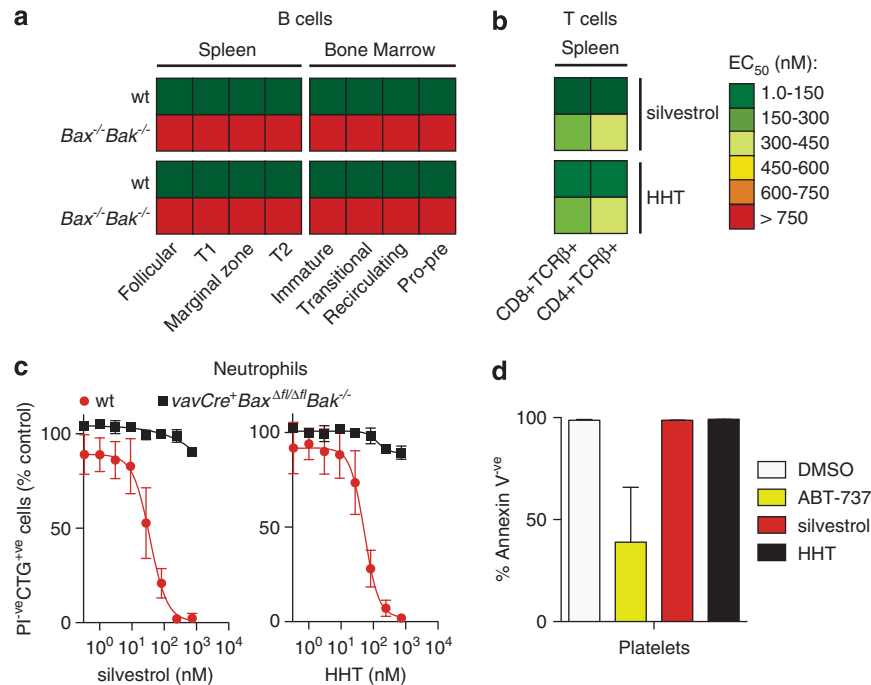 a
B cells
Spleen
Bone Marrow
wt
Bax-/-Bak-/-
wt
Bax-/-Bak-/-
Follicular
T1
Marginal zone
T2
Immature
Transitional
Recirculating
Pro-pre
b
T cells
Spleen
silvestrol
HHT
CD8+TCRβ+
CD4+TCRβ+
EC50 (nM):
1.0-150
150-300
300-450
450-600
600-750
> 750
c
Neutrophils
wt
vavCre+BaxΔfl/ΔflBak-/-
PI-veCTG+ve cells (% control)
100
50
0
10^0 10^1 10^2 10^3 10^4
silvestrol (nM)
100
50
0
10^0 10^1 10^2 10^3 10^4
HHT (nM)
d
% Annexin V-ve
100
50
0
Platelets
DMSO
ABT-737
silvestrol
HHT